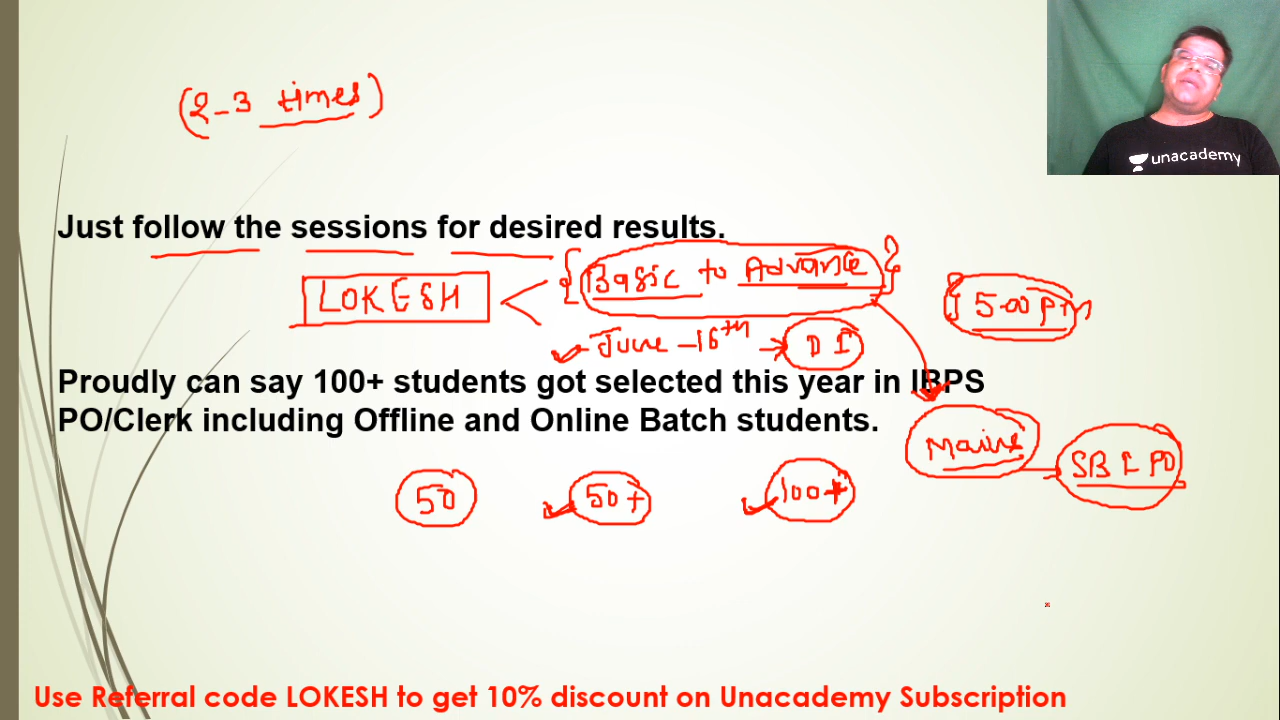 (2-3 times)
unacademy
Just follow the sessions for desired results.
LOKESH < { Basic to Advance }
{ 5:00 pm
June - 16th → DI
Proudly can say 100+ students got selected this year in IBPS
PO/Clerk including Offline and Online Batch students.
Mains SBI PO
50 50+ 100+
Use Referral code LOKESH to get 10% discount on Unacademy Subscription